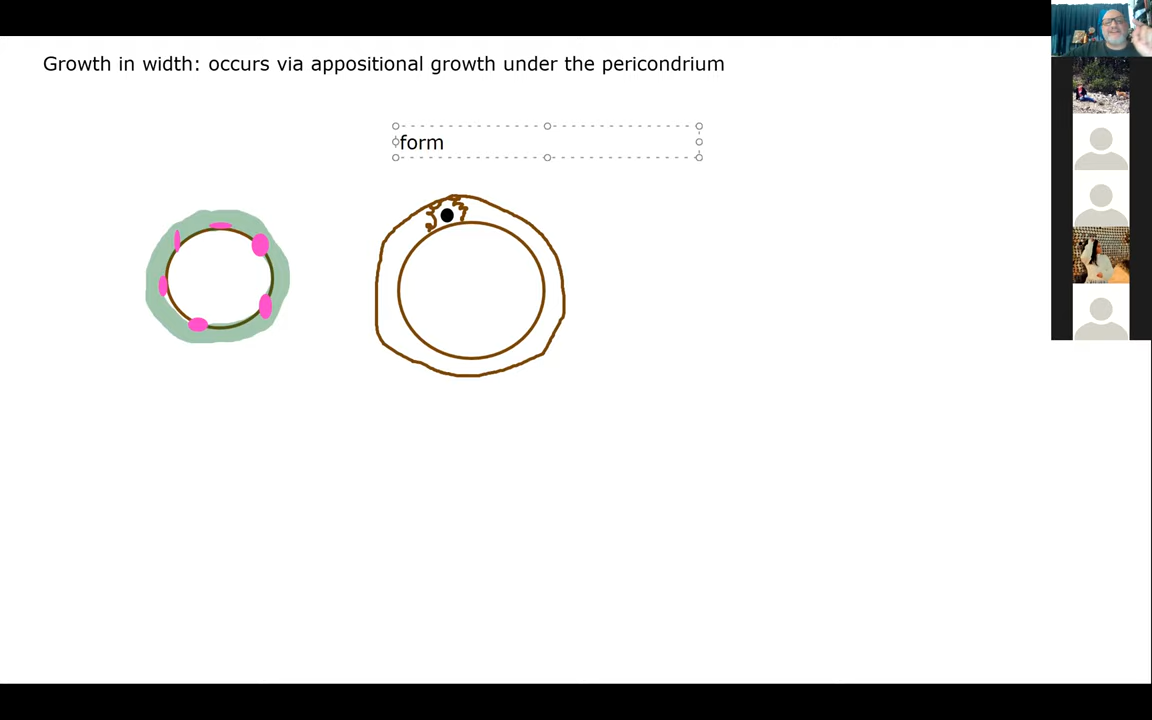 Growth in width: occurs via appositional growth under the pericondrium
form